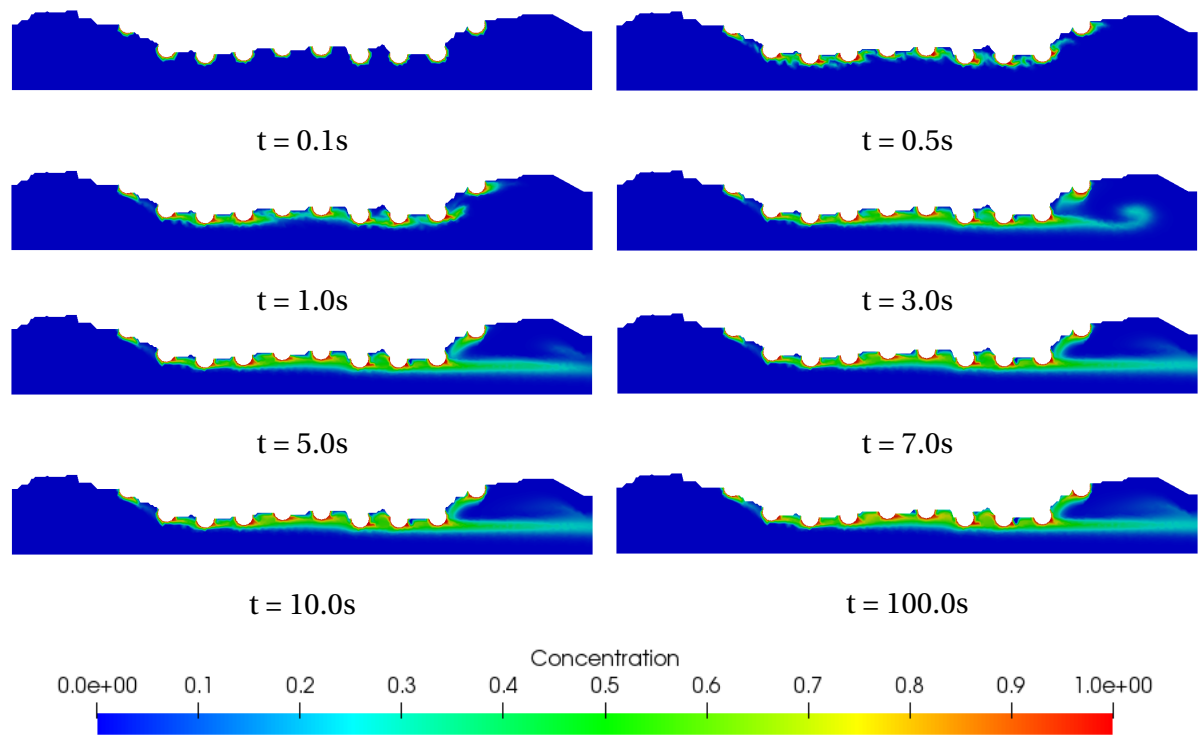 t = 0.1s
t = 0.5s
t = 1.0s
t = 3.0s
t = 5.0s
t = 7.0s
t = 10.0s
t = 100.0s
Concentration
0.0e+00 0.1 0.2 0.3 0.4 0.5 0.6 0.7 0.8 0.9 1.0e+00